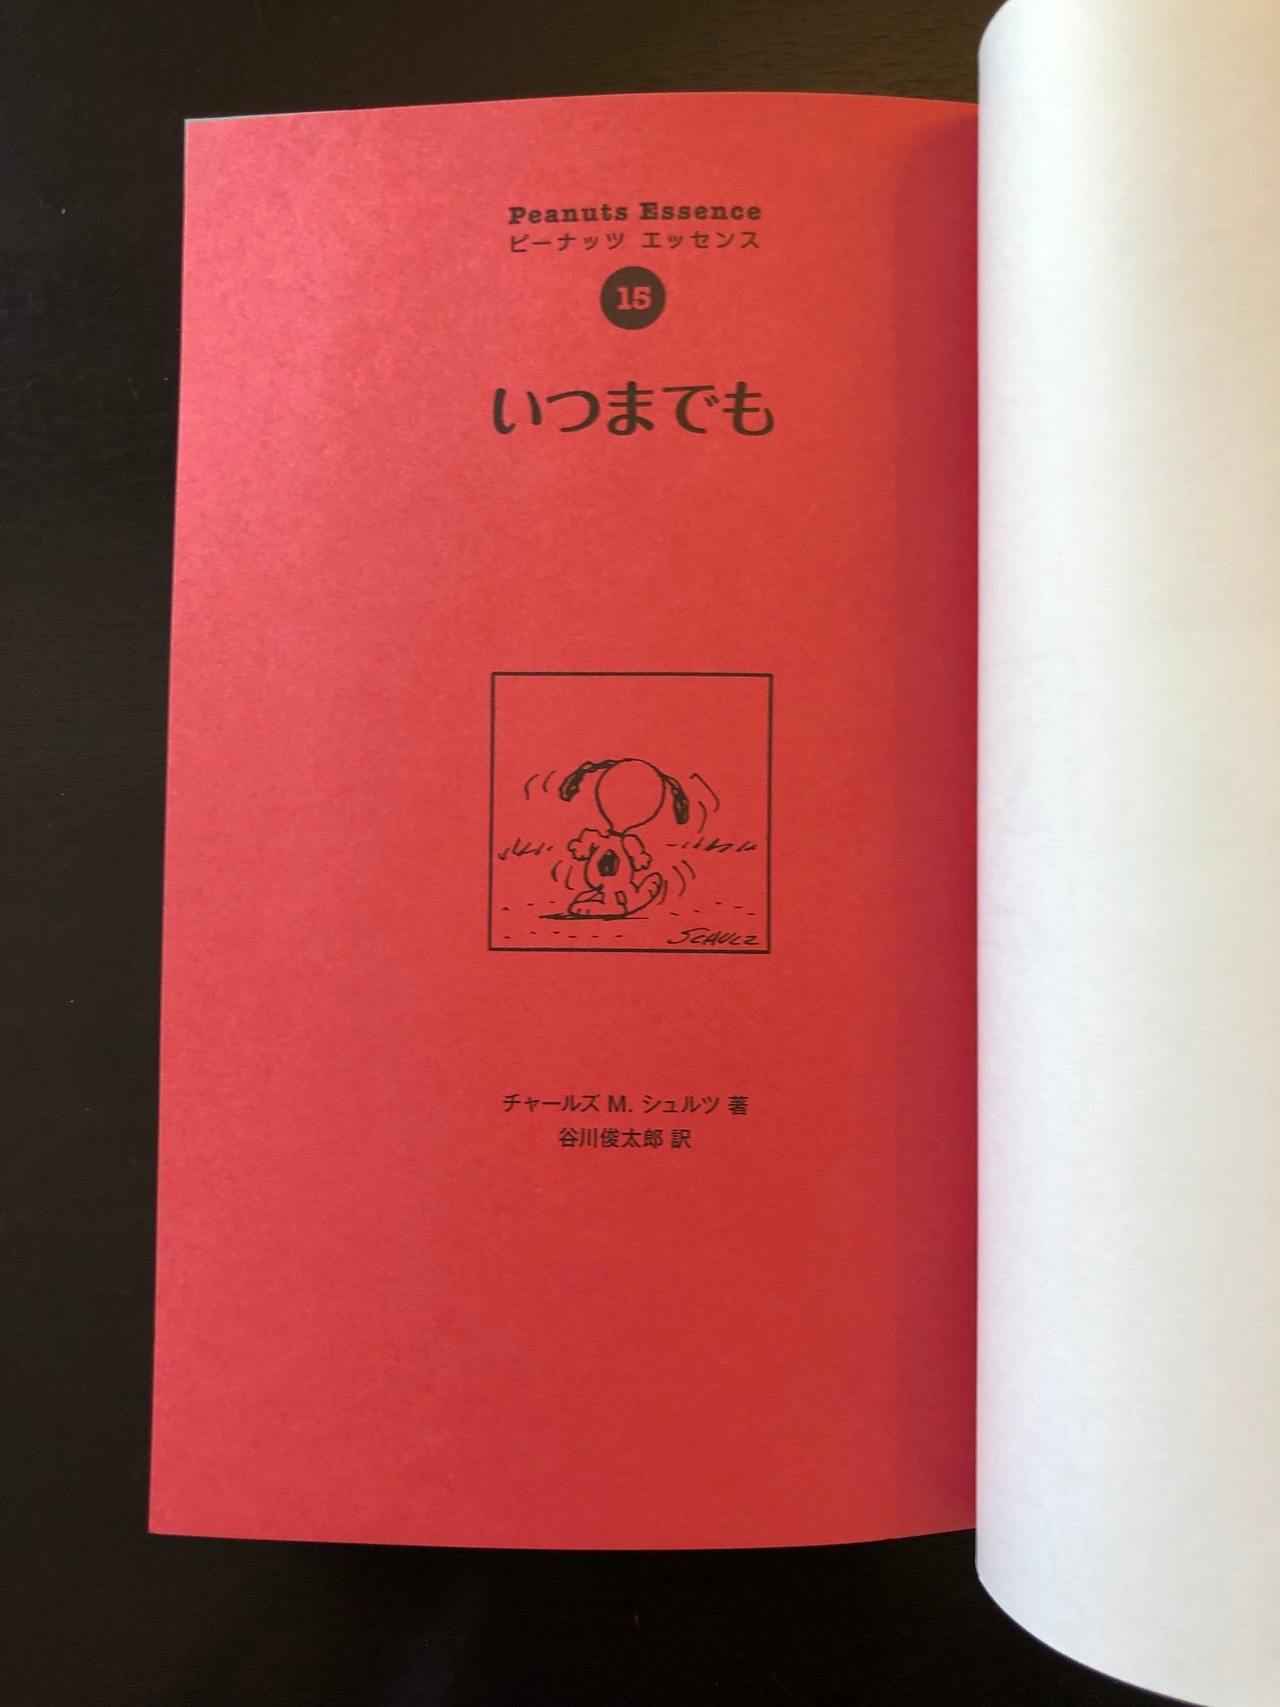 Peanuts Essence
ピーナッツ エッセンス
15
いつまでも
SCHULZ
チャールズ M. シュルツ 著
谷川俊太郎 訳